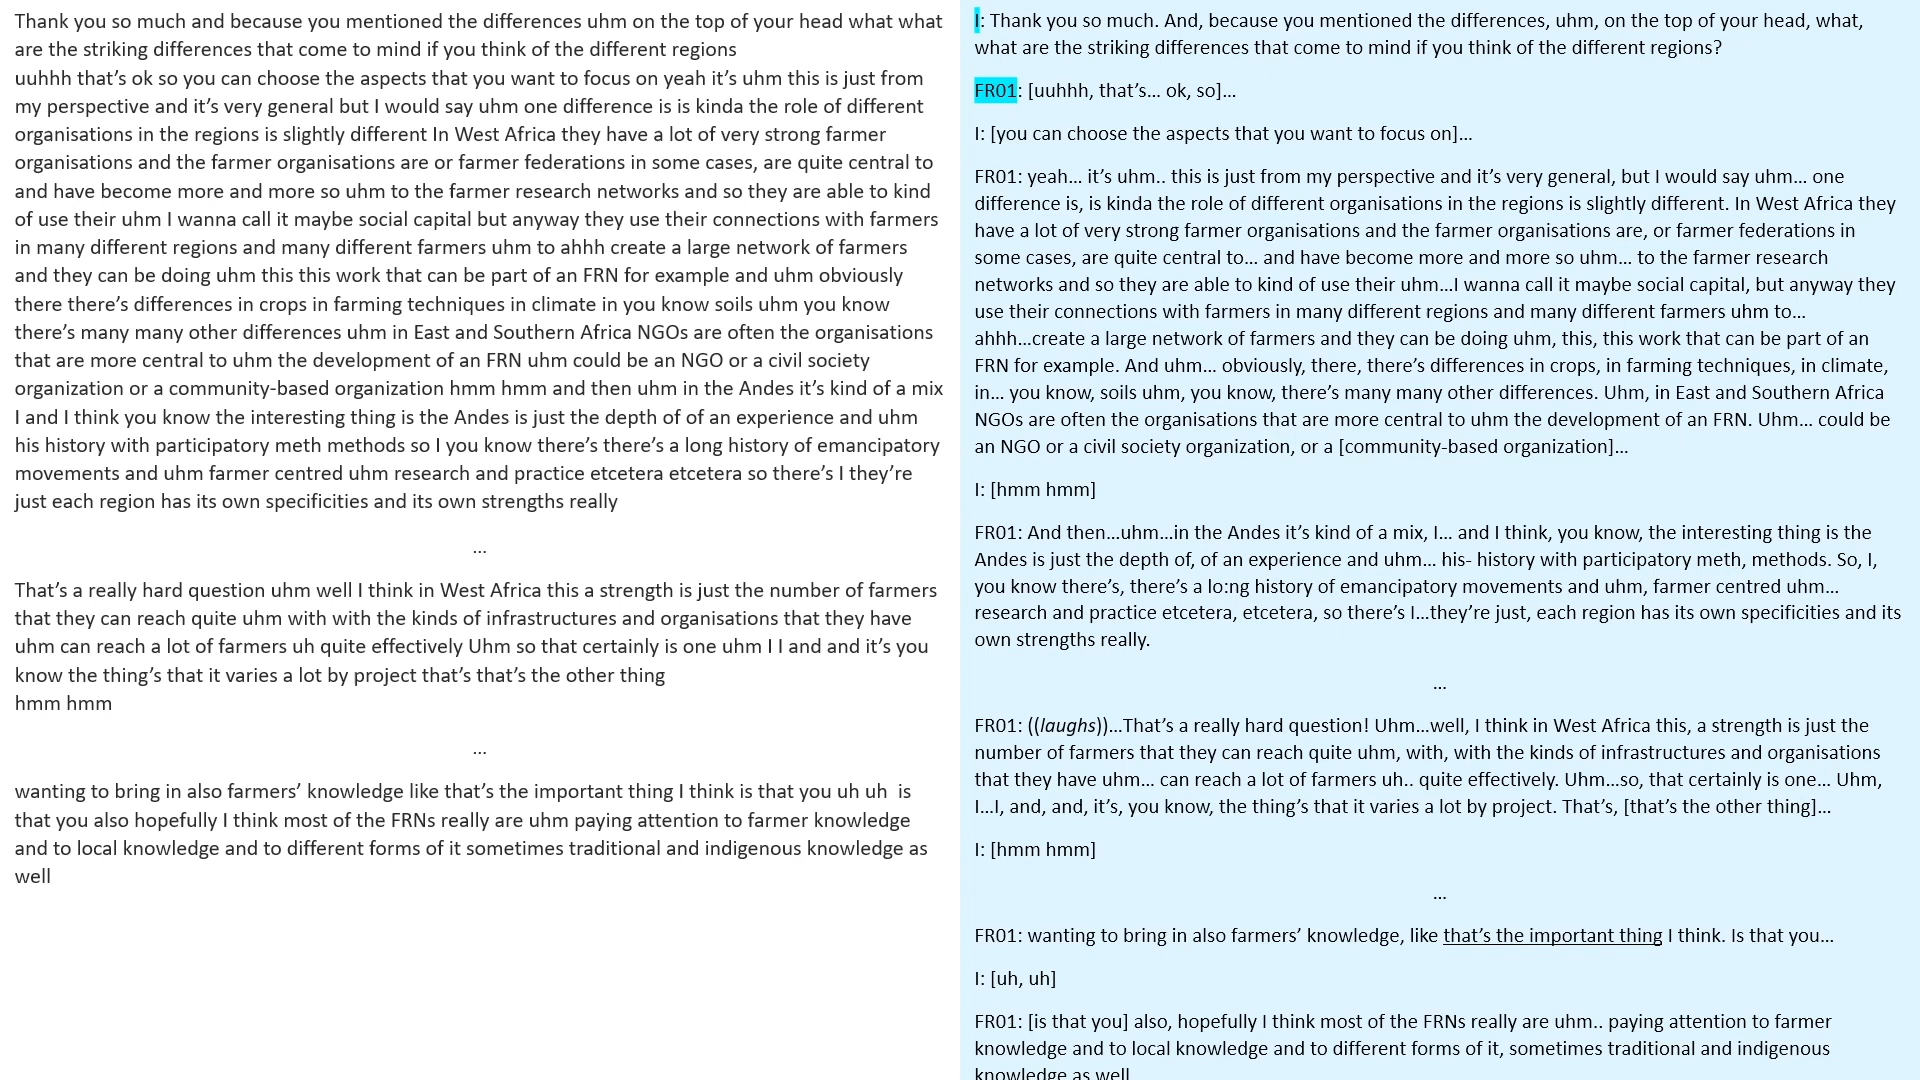 Thank you so much and because you mentioned the differences uhm on the top of your head what what
are the striking differences that come to mind if you think of the different regions
uuhhh that’s ok so you can choose the aspects that you want to focus on yeah it’s uhm this is just from
my perspective and it’s very general but I would say uhm one difference is is kinda the role of different
organisations in the regions is slightly different In West Africa they have a lot of very strong farmer
organisations and the farmer organisations are or farmer federations in some cases, are quite central to
and have become more and more so uhm to the farmer research networks and so they are able to kind
of use their uhm I wanna call it maybe social capital but anyway they use their connections with farmers
in many different regions and many different farmers uhm to ahhh create a large network of farmers
and they can be doing uhm this this work that can be part of an FRN for example and uhm obviously
there there’s differences in crops in farming techniques in climate in you know soils uhm you know
there’s many many other differences uhm in East and Southern Africa NGOs are often the organisations
that are more central to uhm the development of an FRN uhm could be an NGO or a civil society
organization or a community-based organization hmm hmm and then uhm in the Andes it’s kind of a mix
I and I think you know the interesting thing is the Andes is just the depth of of an experience and uhm
his history with participatory meth methods so I you know there’s there’s a long history of emancipatory
movements and uhm farmer centred uhm research and practice etcetera etcetera so there’s I they’re
just each region has its own specificities and its own strengths really
…
That’s a really hard question uhm well I think in West Africa this a strength is just the number of farmers
that they can reach quite uhm with with the kinds of infrastructures and organisations that they have
uhm can reach a lot of farmers uh quite effectively Uhm so that certainly is one uhm I I and and it’s you
know the thing’s that it varies a lot by project that’s that’s the other thing
hmm hmm
…
wanting to bring in also farmers’ knowledge like that’s the important thing I think is that you uh uh  is
that you also hopefully I think most of the FRNs really are uhm paying attention to farmer knowledge
and to local knowledge and to different forms of it sometimes traditional and indigenous knowledge as
well
I: Thank you so much. And, because you mentioned the differences, uhm, on the top of your head, what,
what are the striking differences that come to mind if you think of the different regions?
FR01: [uuhhh, that’s… ok, so]…
I: [you can choose the aspects that you want to focus on]…
FR01: yeah… it’s uhm.. this is just from my perspective and it’s very general, but I would say uhm… one
difference is, is kinda the role of different organisations in the regions is slightly different. In West Africa they
have a lot of very strong farmer organisations and the farmer organisations are, or farmer federations in
some cases, are quite central to… and have become more and more so uhm… to the farmer research
networks and so they are able to kind of use their uhm…I wanna call it maybe social capital, but anyway they
use their connections with farmers in many different regions and many different farmers uhm to…
ahhh…create a large network of farmers and they can be doing uhm, this, this work that can be part of an
FRN for example. And uhm… obviously, there, there’s differences in crops, in farming techniques, in climate,
in… you know, soils uhm, you know, there’s many many other differences. Uhm, in East and Southern Africa
NGOs are often the organisations that are more central to uhm the development of an FRN. Uhm… could be
an NGO or a civil society organization, or a [community-based organization]…
I: [hmm hmm]
FR01: And then…uhm…in the Andes it’s kind of a mix, I… and I think, you know, the interesting thing is the
Andes is just the depth of, of an experience and uhm… his- history with participatory meth, methods. So, I,
you know there’s, there’s a lo:ng history of emancipatory movements and uhm, farmer centred uhm…
research and practice etcetera, etcetera, so there’s I…they’re just, each region has its own specificities and its
own strengths really.
…
FR01: ((laughs))…That’s a really hard question! Uhm…well, I think in West Africa this, a strength is just the
number of farmers that they can reach quite uhm, with, with the kinds of infrastructures and organisations
that they have uhm… can reach a lot of farmers uh.. quite effectively. Uhm…so, that certainly is one… Uhm,
I…I, and, and, it’s, you know, the thing’s that it varies a lot by project. That’s, [that’s the other thing]…
I: [hmm hmm]
…
FR01: wanting to bring in also farmers’ knowledge, like that’s the important thing I think. Is that you…
I: [uh, uh]
FR01: [is that you] also, hopefully I think most of the FRNs really are uhm.. paying attention to farmer
knowledge and to local knowledge and to different forms of it, sometimes traditional and indigenous
knowledge as well